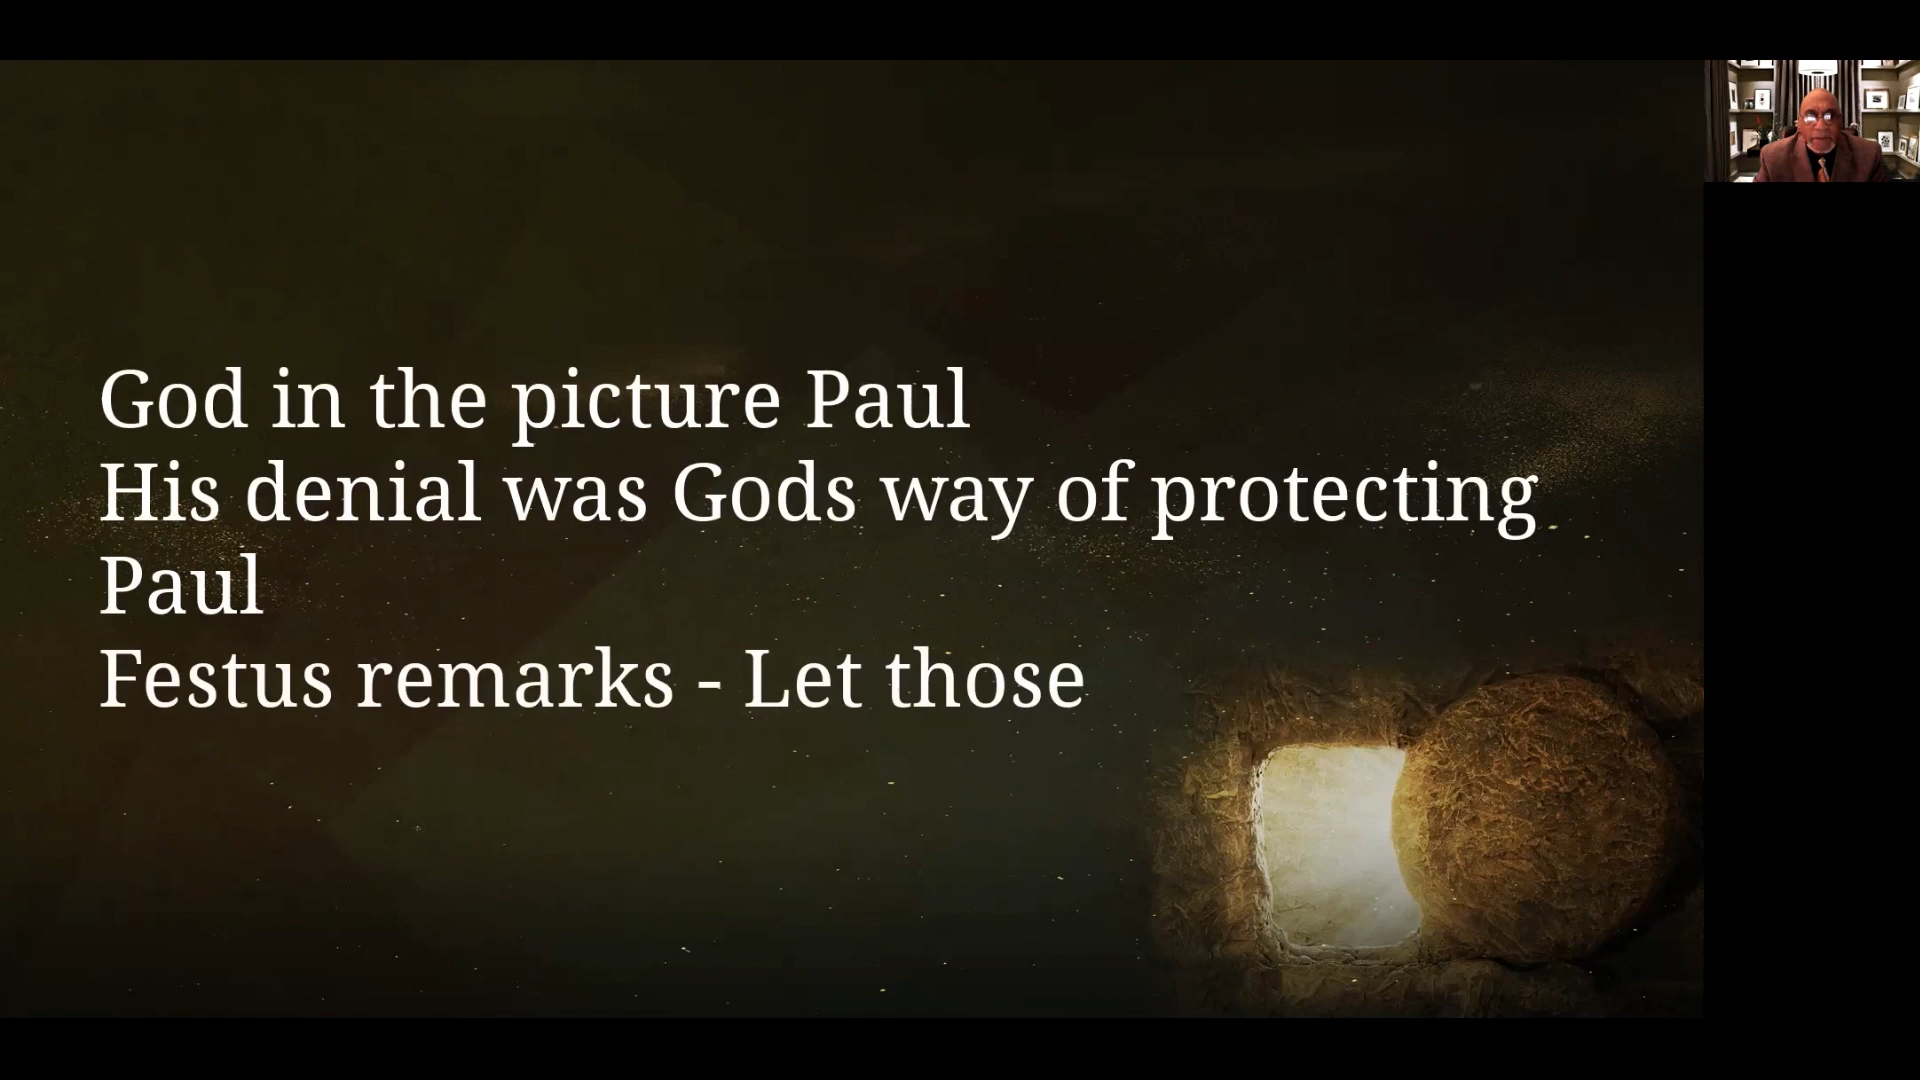 God in the picture Paul
His denial was Gods way of protecting
Paul
Festus remarks - Let those